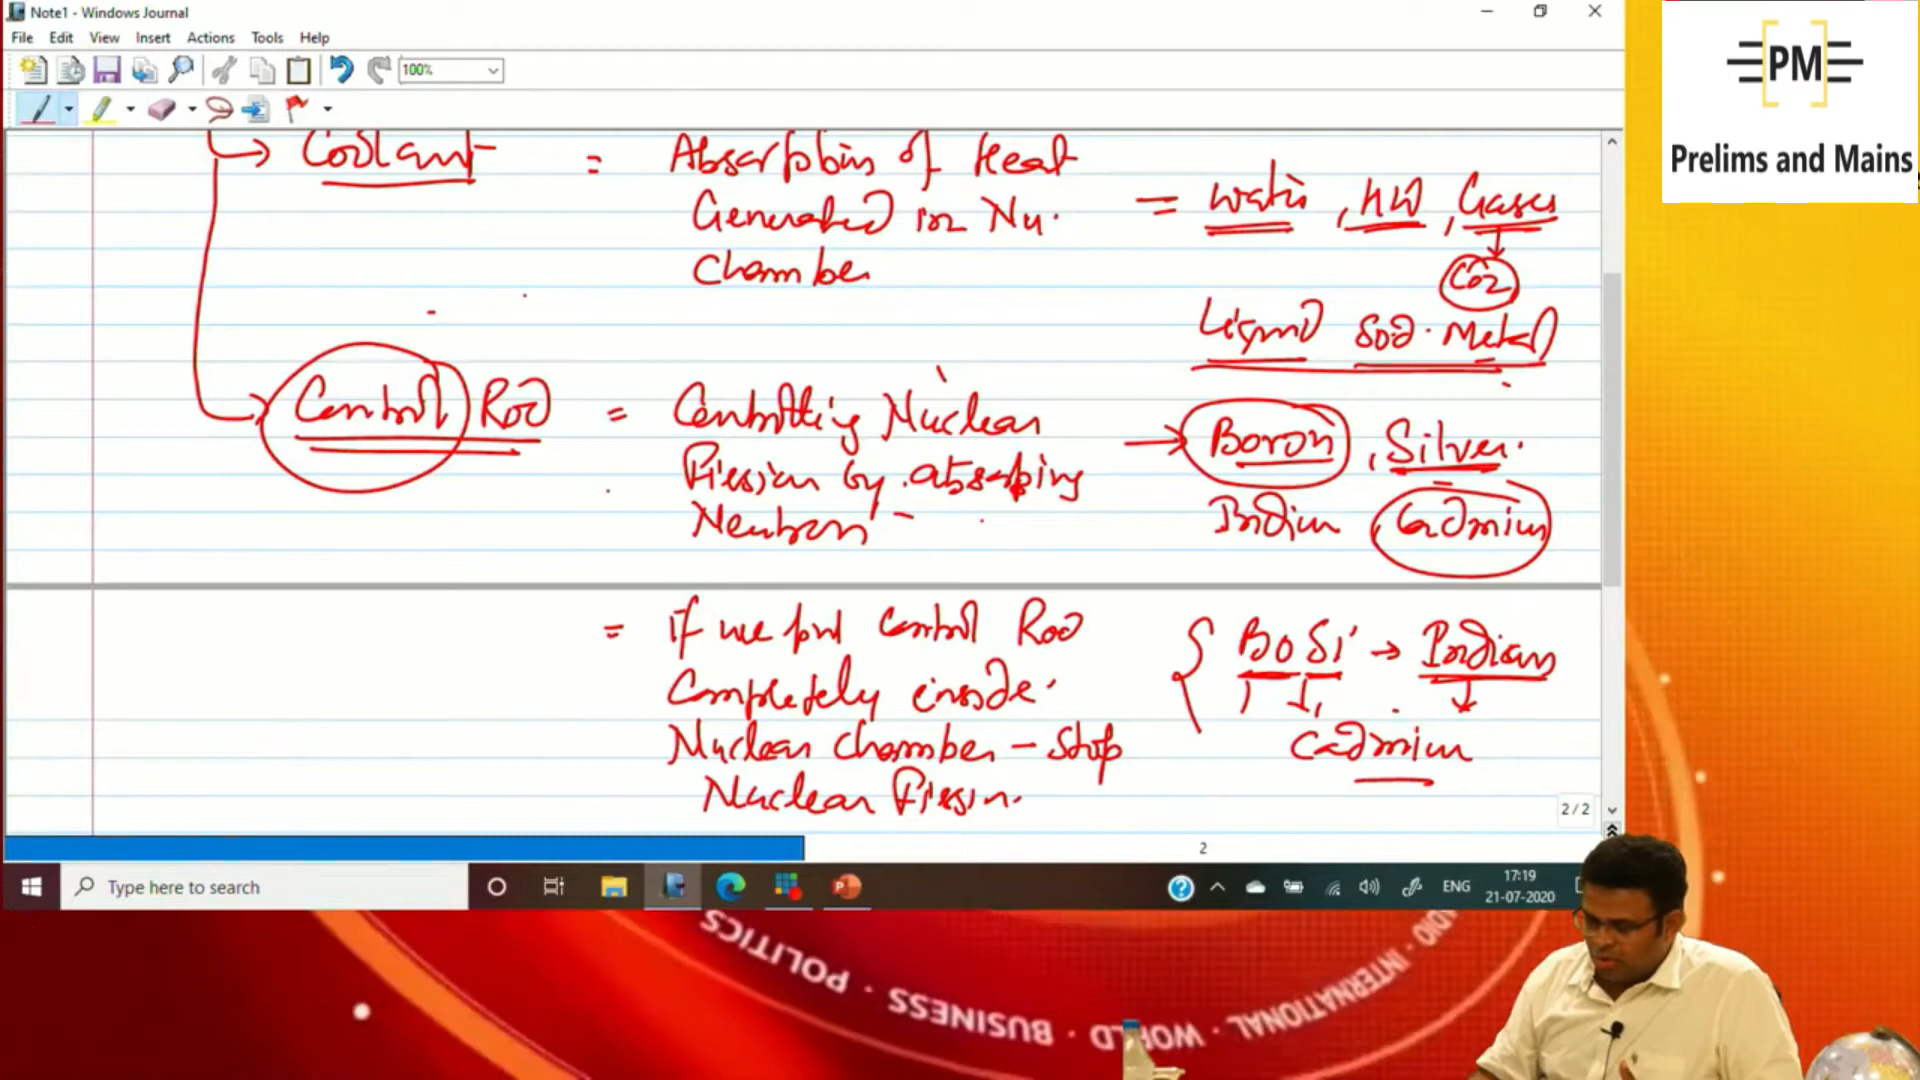 Note1 - Windows Journal
File Edit View Insert Actions Tools Help
100%
PM
Prelims and Mains
Coolant = Absorption of Heat
Generated in Nu.
Chamber
= Water, HW, Gases
CO2
Liquid Sod. Metal
Control Rod = Controlling Nuclear
Fission by absorbing
Neutron
→ Boron, Silver.
Indium Cadmium
= If we put Control Rod
Completely inside
Nuclear Chamber - Stop
Nuclear Fission.
BOSI → Indian
Cadmium
2 / 2
2
Type here to search
ENG
17:19
21-07-2020
POLITICS · BUSINESS · WORLD · INTERNATIONAL ·